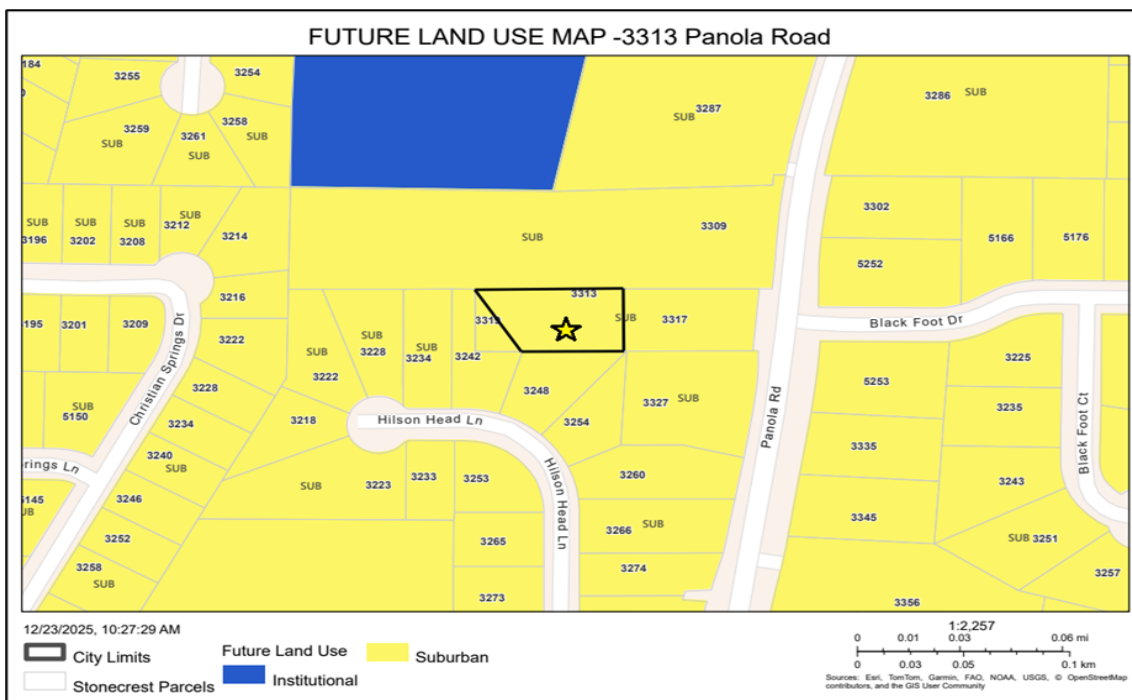 FUTURE LAND USE MAP -3313 Panola Road
184
3255
3254
3259
SUB
3261
SUB
3258
SUB
3287
SUB
3286 SUB
SUB
3196
SUB
3202
SUB
3208
SUB
3212
3214
SUB
3309
3302
5166
5176
5252
3216
3195
3201
3209
3222
3313
3319
SUB
3317
Black Foot Dr
Christian Springs Dr
SUB
3222
SUB
3228
SUB
3234
3242
3248
3254
3327 SUB
Panola Rd
5253
3225
3235
Black Foot Ct
SUB
5150
3228
3234
3218
Hilson Head Ln
Hilson Head Ln
3240
SUB
3246
3252
3258
SUB
SUB
3223
3233
3253
3260
3335
3243
3265
3266
SUB
3345
SUB 3251
3274
3273
3257
3356
12/23/2025, 10:27:29 AM
City Limits
Stonecrest Parcels
Future Land Use
Institutional
Suburban
1:2,257
0 0.01 0.03 0.06 mi
0 0.03 0.05 0.1 km
Sources: Esri, TomTom, Garmin, FAO, NOAA, USGS, © OpenStreetMap
contributors, and the GIS User Community